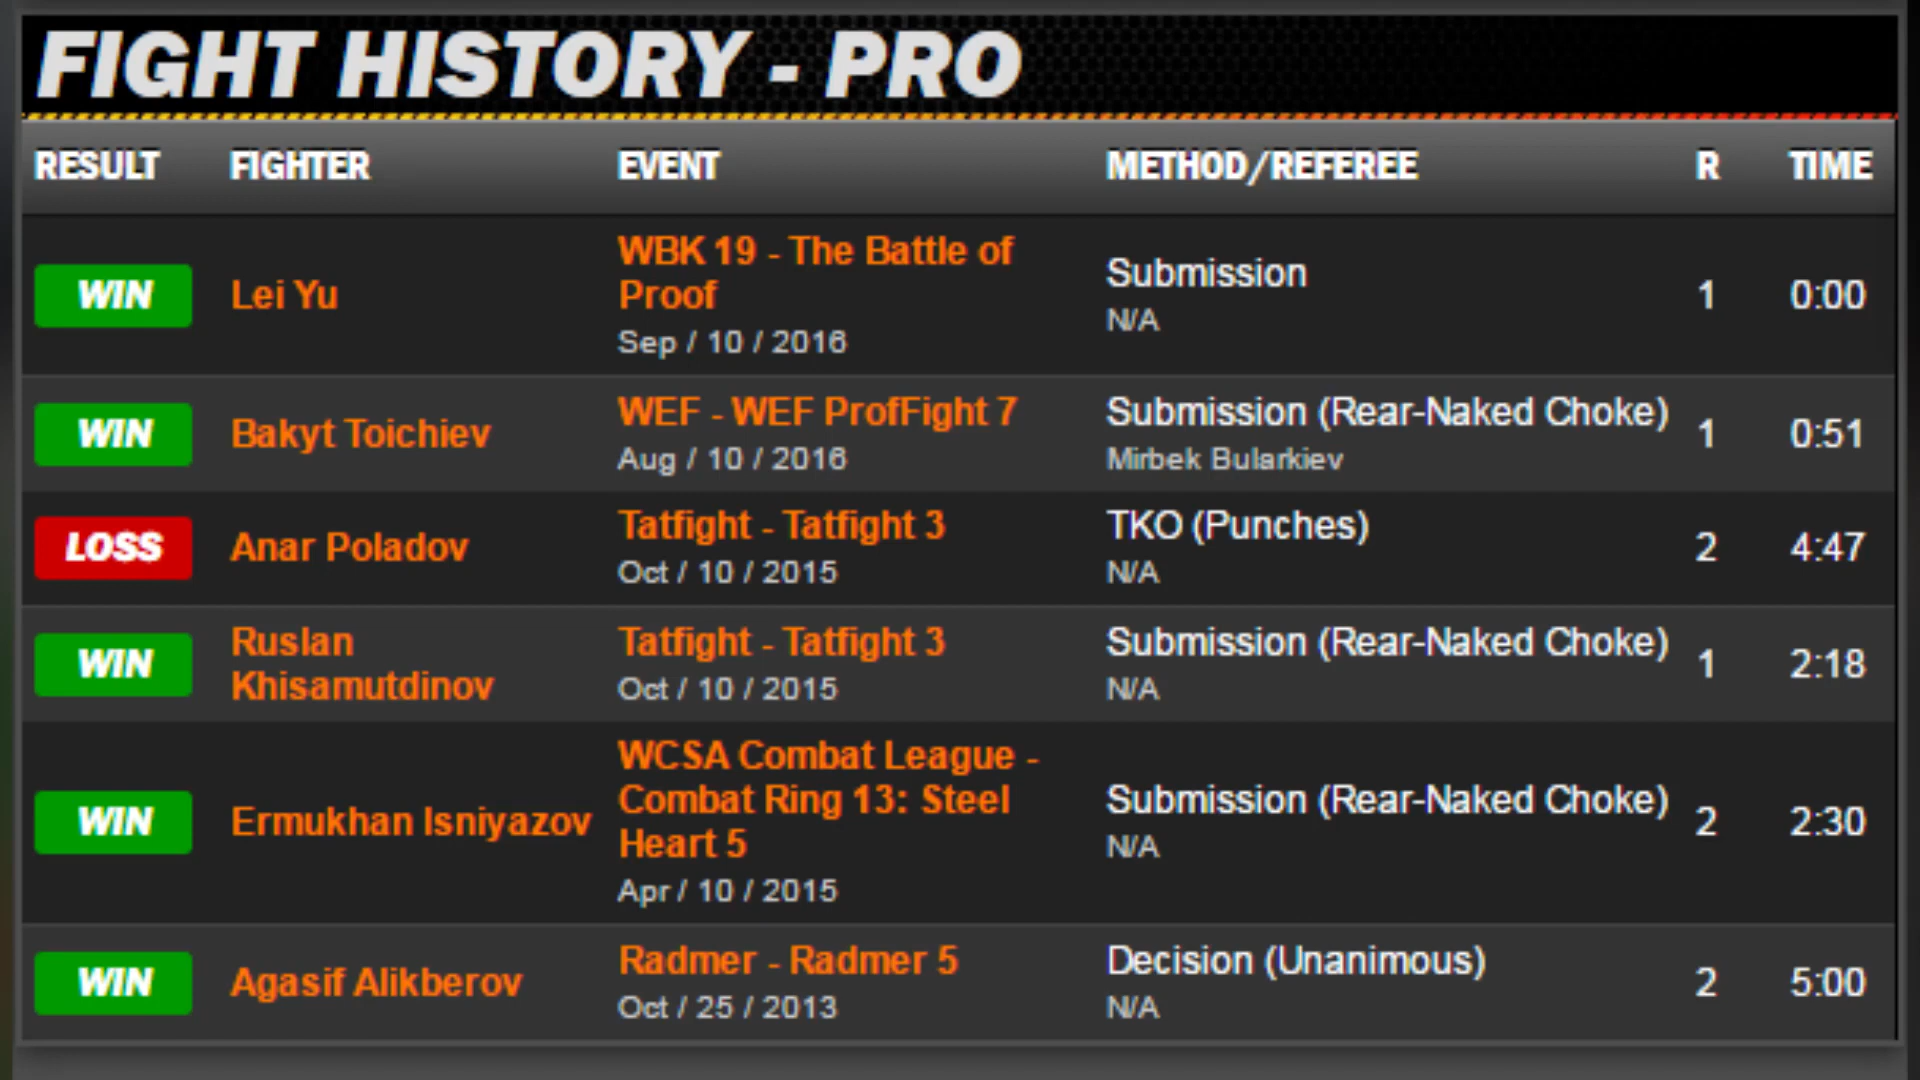 FIGHT HISTORY - PRO
RESULT FIGHTER EVENT METHOD/REFEREE R TIME
WIN Lei Yu WBK 19 - The Battle of
Proof
Sep / 10 / 2016 Submission
N/A 1 0:00
WIN Bakyt Toichiev WEF - WEF ProfFight 7
Aug / 10 / 2016 Submission (Rear-Naked Choke)
Mirbek Bularkiev 1 0:51
LOSS Anar Poladov Tatfight - Tatfight 3
Oct / 10 / 2015 TKO (Punches)
N/A 2 4:47
WIN Ruslan
Khisamutdinov Tatfight - Tatfight 3
Oct / 10 / 2015 Submission (Rear-Naked Choke)
N/A 1 2:18
WIN Ermukhan Isniyazov WCSA Combat League -
Combat Ring 13: Steel
Heart 5
Apr / 10 / 2015 Submission (Rear-Naked Choke)
N/A 2 2:30
WIN Agasif Alikberov Radmer - Radmer 5
Oct / 25 / 2013 Decision (Unanimous)
N/A 2 5:00